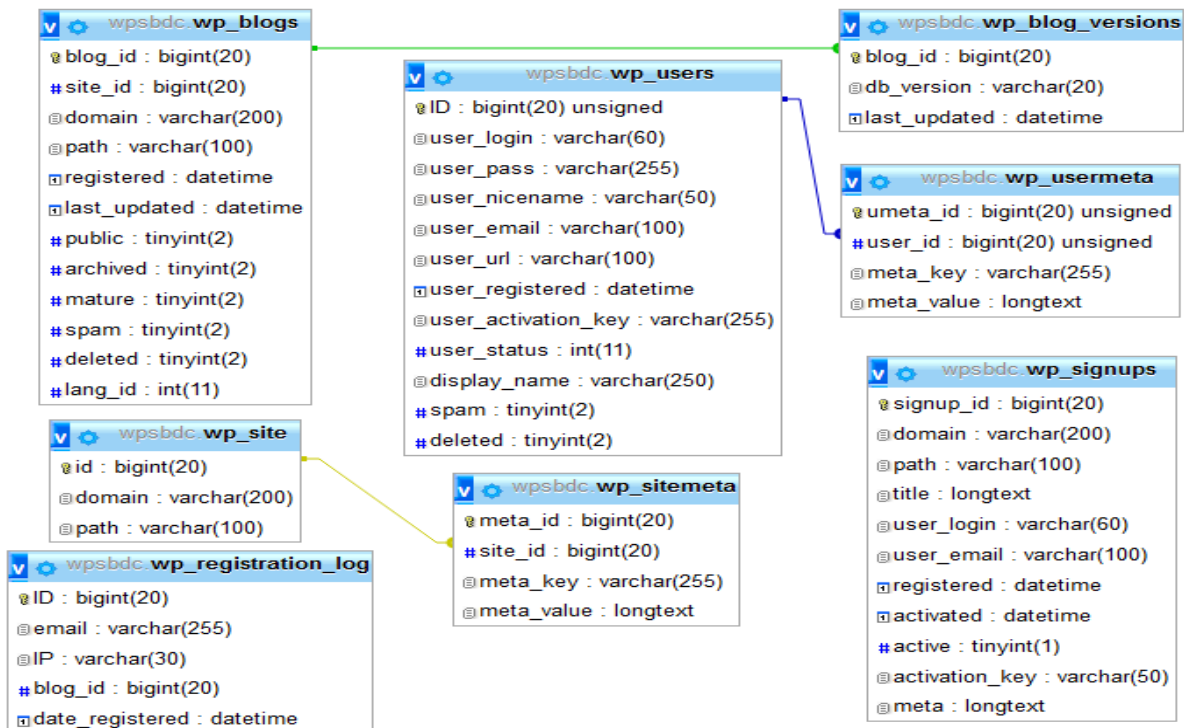 wpsbdc.wp_blogs
blog_id : bigint(20)
site_id : bigint(20)
domain : varchar(200)
path : varchar(100)
registered : datetime
last_updated : datetime
public : tinyint(2)
archived : tinyint(2)
mature : tinyint(2)
spam : tinyint(2)
deleted : tinyint(2)
lang_id : int(11)
wpsbdc.wp_users
ID : bigint(20) unsigned
user_login : varchar(60)
user_pass : varchar(255)
user_nicename : varchar(50)
user_email : varchar(100)
user_url : varchar(100)
user_registered : datetime
user_activation_key : varchar(255)
user_status : int(11)
display_name : varchar(250)
spam : tinyint(2)
deleted : tinyint(2)
wpsbdc.wp_blog_versions
blog_id : bigint(20)
db_version : varchar(20)
last_updated : datetime
wpsbdc.wp_usermeta
umeta_id : bigint(20) unsigned
user_id : bigint(20) unsigned
meta_key : varchar(255)
meta_value : longtext
wpsbdc.wp_signups
signup_id : bigint(20)
domain : varchar(200)
path : varchar(100)
title : longtext
user_login : varchar(60)
user_email : varchar(100)
registered : datetime
activated : datetime
active : tinyint(1)
activation_key : varchar(50)
meta : longtext
wpsbdc.wp_site
id : bigint(20)
domain : varchar(200)
path : varchar(100)
wpsbdc.wp_sitemeta
meta_id : bigint(20)
site_id : bigint(20)
meta_key : varchar(255)
meta_value : longtext
wpsbdc.wp_registration_log
ID : bigint(20)
email : varchar(255)
IP : varchar(30)
blog_id : bigint(20)
date_registered : datetime